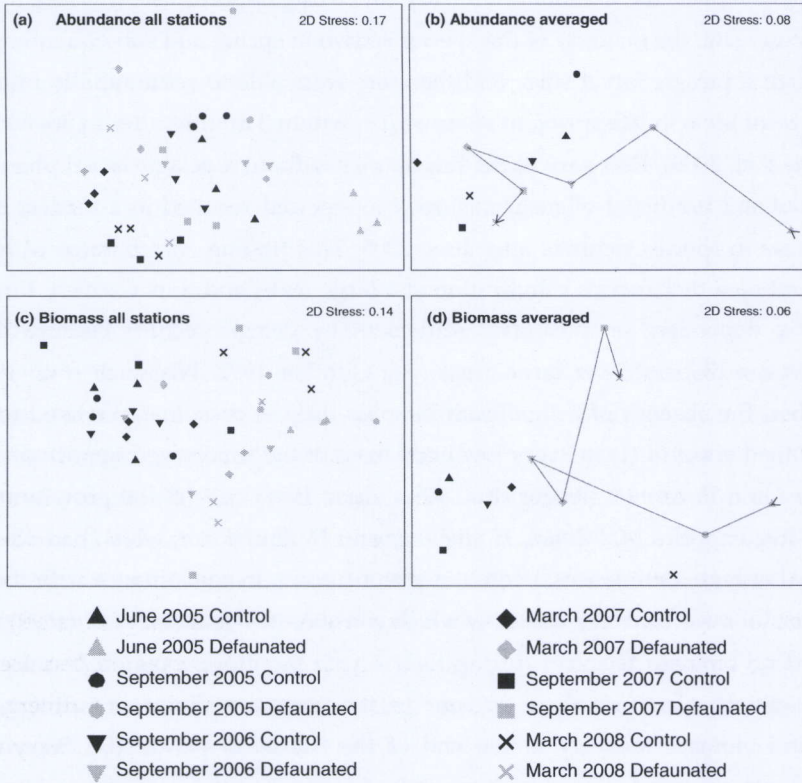 (a) Abundance all stations 2D Stress: 0.17
(b) Abundance averaged 2D Stress: 0.08
(c) Biomass all stations 2D Stress: 0.14
(d) Biomass averaged 2D Stress: 0.06
June 2005 Control
June 2005 Defaunated
September 2005 Control
September 2005 Defaunated
September 2006 Control
September 2006 Defaunated
March 2007 Control
March 2007 Defaunated
September 2007 Control
September 2007 Defaunated
March 2008 Control
March 2008 Defaunated